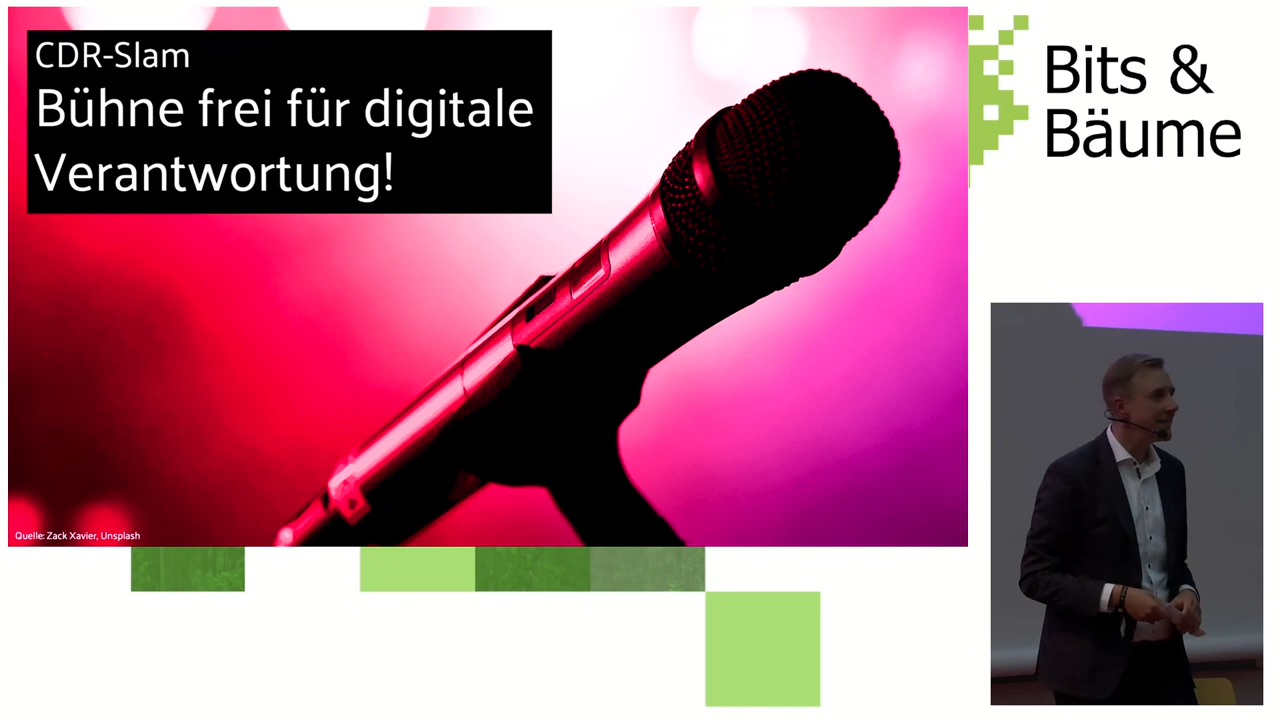 CDR-Slam
Bühne frei für digitale
Verantwortung!
Quelle: Zack Xavier, Unsplash
Bits &
Bäume